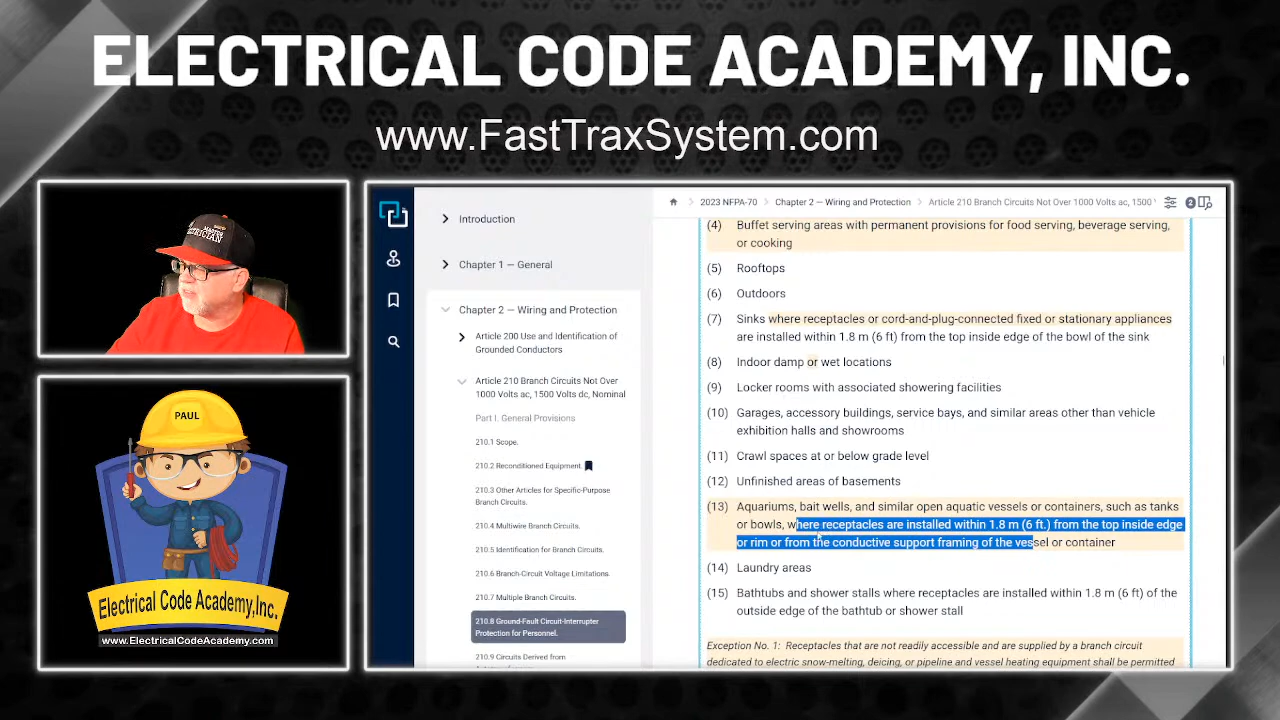 ELECTRICAL CODE ACADEMY, INC.
www.FastTraxSystem.com
MASTER
PAUL
Electrical Code Academy,Inc.
www.ElectricalCodeAcademy.com
Introduction
Chapter 1 — General
Chapter 2 — Wiring and Protection
Article 200 Use and Identification of
Grounded Conductors
Article 210 Branch Circuits Not Over
1000 Volts ac, 1500 Volts dc, Nominal
Part I. General Provisions
210.1 Scope.
210.2 Reconditioned Equipment.
210.3 Other Articles for Specific-Purpose
Branch Circuits.
210.4 Multiwire Branch Circuits.
210.5 Identification for Branch Circuits.
210.6 Branch-Circuit Voltage Limitations.
210.7 Multiple Branch Circuits.
210.8 Ground-Fault Circuit-Interrupter
Protection for Personnel.
210.9 Circuits Derived from
2023 NFPA-70 Chapter 2 — Wiring and Protection Article 210 Branch Circuits Not Over 1000 Volts ac, 1500 V
2
(4) Buffet serving areas with permanent provisions for food serving, beverage serving,
or cooking
(5) Rooftops
(6) Outdoors
(7) Sinks where receptacles or cord-and-plug-connected fixed or stationary appliances
are installed within 1.8 m (6 ft) from the top inside edge of the bowl of the sink
(8) Indoor damp or wet locations
(9) Locker rooms with associated showering facilities
(10) Garages, accessory buildings, service bays, and similar areas other than vehicle
exhibition halls and showrooms
(11) Crawl spaces at or below grade level
(12) Unfinished areas of basements
(13) Aquariums, bait wells, and similar open aquatic vessels or containers, such as tanks
or bowls, where receptacles are installed within 1.8 m (6 ft.) from the top inside edge
or rim or from the conductive support framing of the vessel or container
(14) Laundry areas
(15) Bathtubs and shower stalls where receptacles are installed within 1.8 m (6 ft) of the
outside edge of the bathtub or shower stall
Exception No. 1: Receptacles that are not readily accessible and are supplied by a branch circuit
dedicated to electric snow-melting, deicing, or pipeline and vessel heating equipment shall be permitted